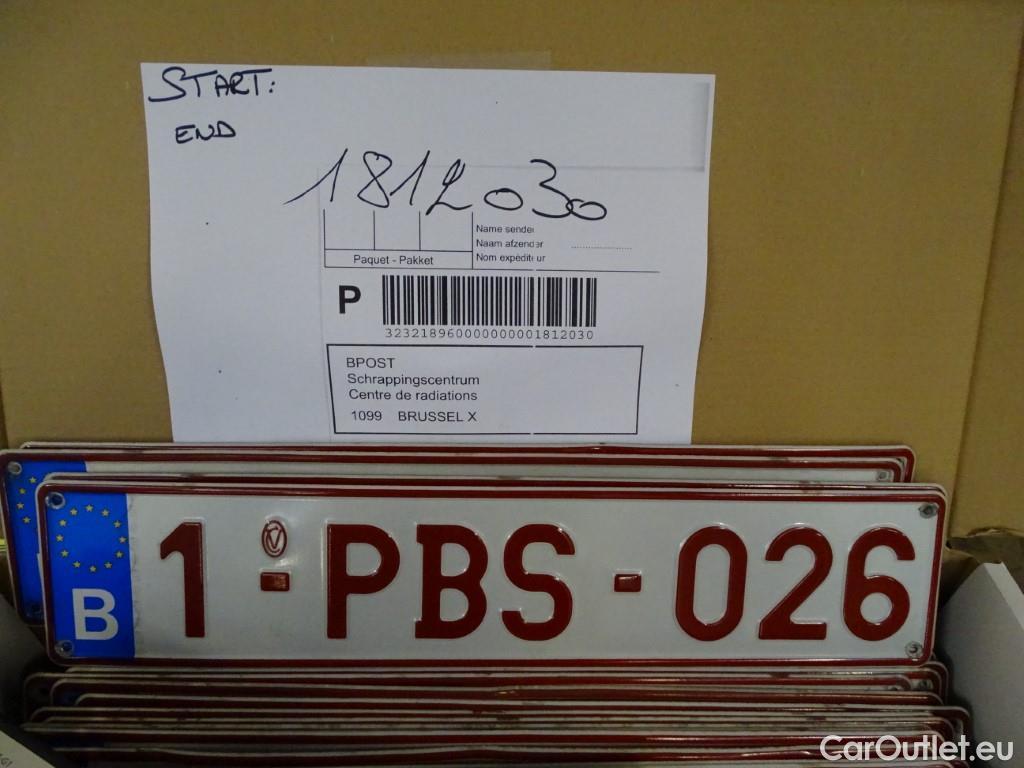 START:
END
1812030
Name sender
Naam afzender
Nom expéditeur
Paquet - Pakket
P
323218960000000001812030
BPOST
Schrappingscentrum
Centre de radiations
1099 BRUSSEL X
B 1-PBS-026
CarOutlet.eu